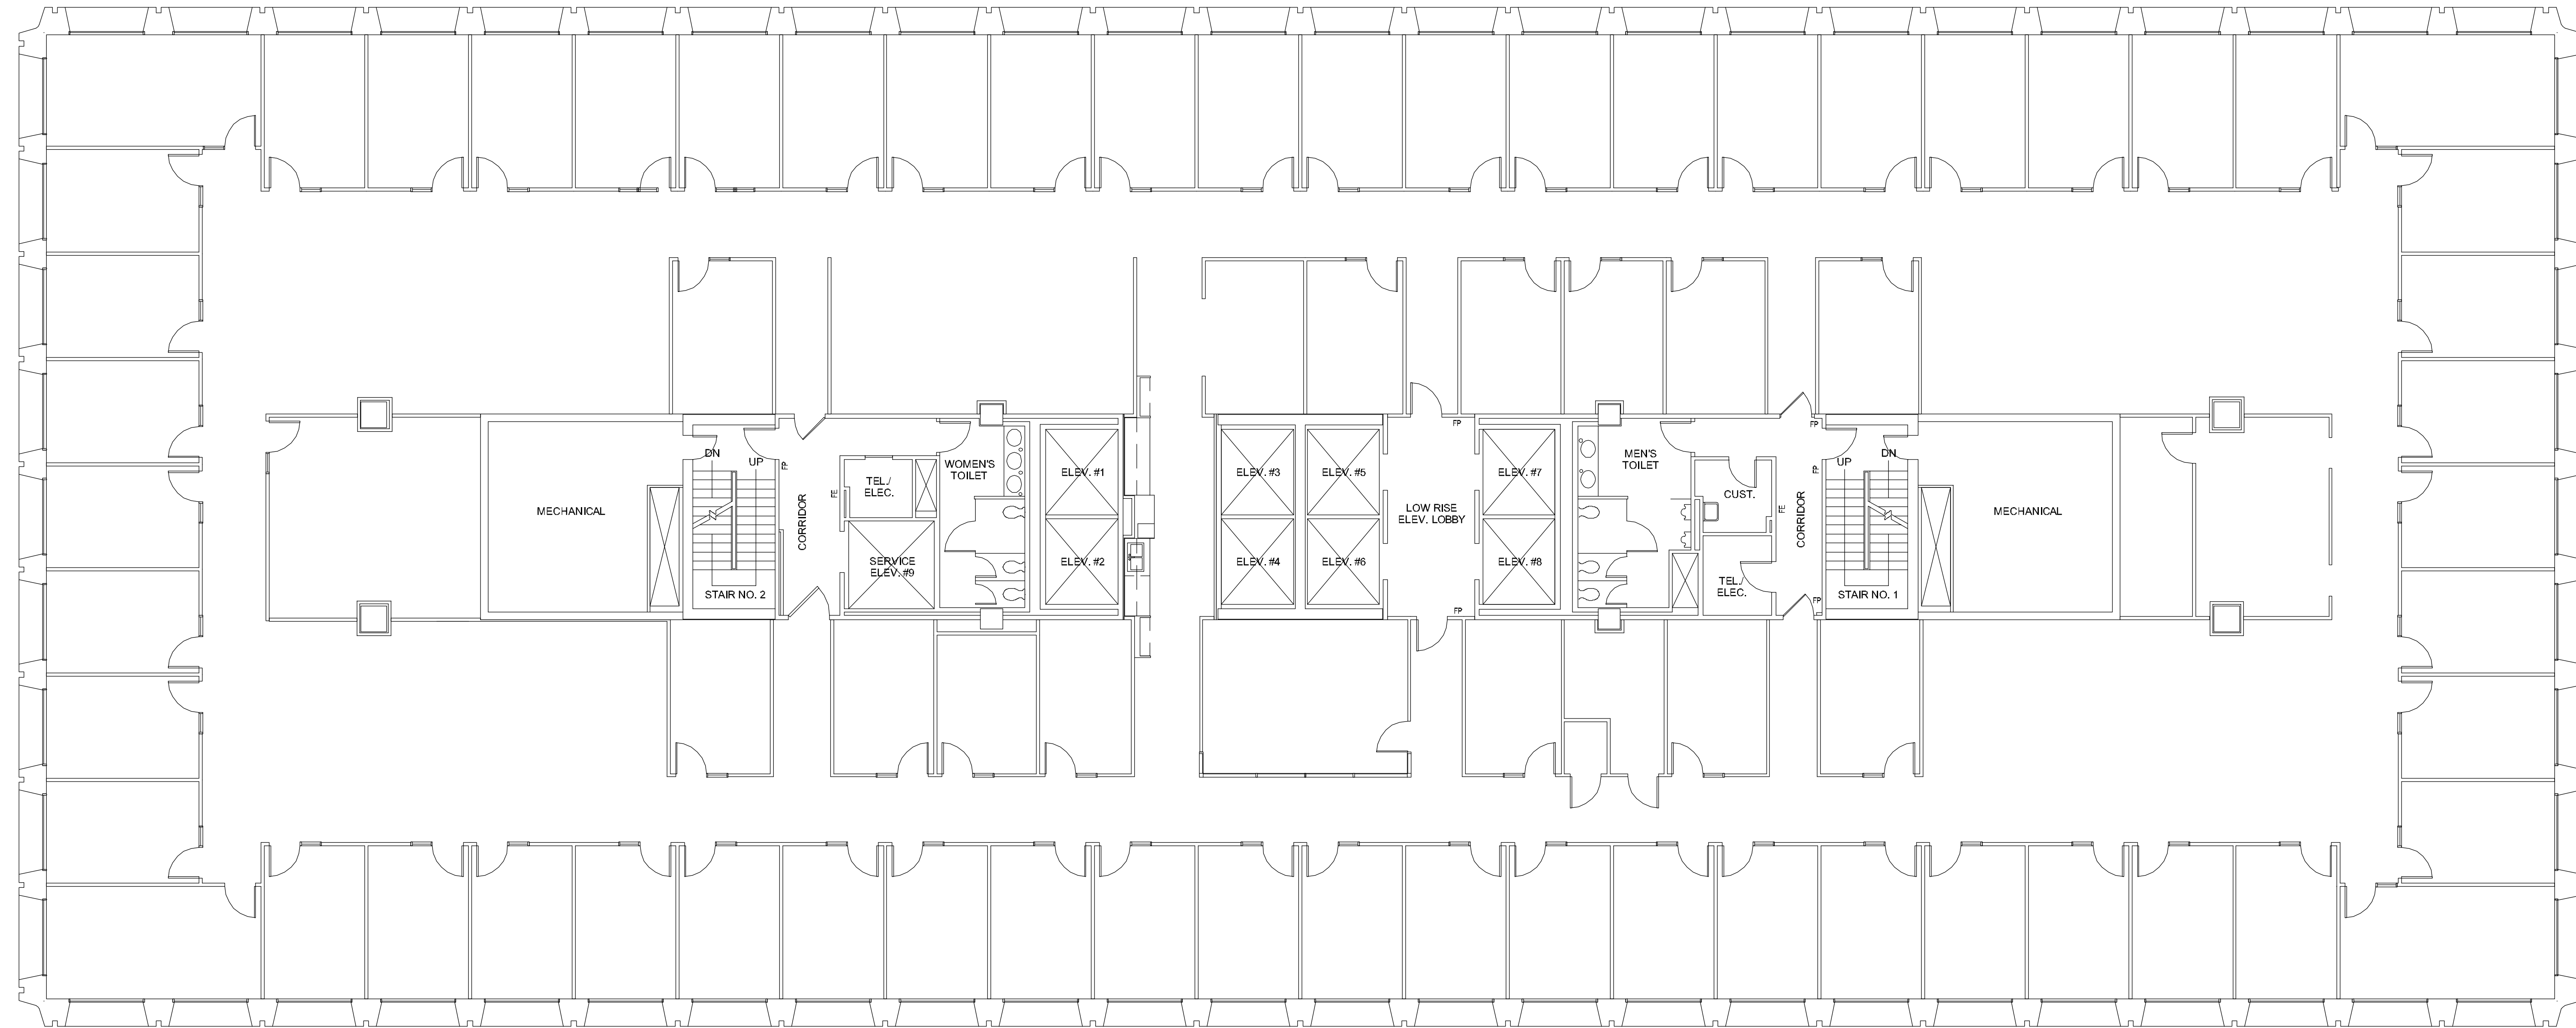 FP
FP
DN
UP
FP
WOMEN'S
TOILET
ELEV. #1
ELEV. #3
ELEV. #5
ELEV. #7
MEN'S
TOILET
FP
UP
DN
TEL./
ELEC.
FE
CUST.
MECHANICAL
CORRIDOR
LOW RISE
ELEV. LOBBY
FE
CORRIDOR
MECHANICAL
SERVICE
ELEV. #9
ELEV. #2
ELEV. #4
ELEV. #6
ELEV. #8
TEL./
ELEC.
STAIR NO. 2
STAIR NO. 1
FP
FP